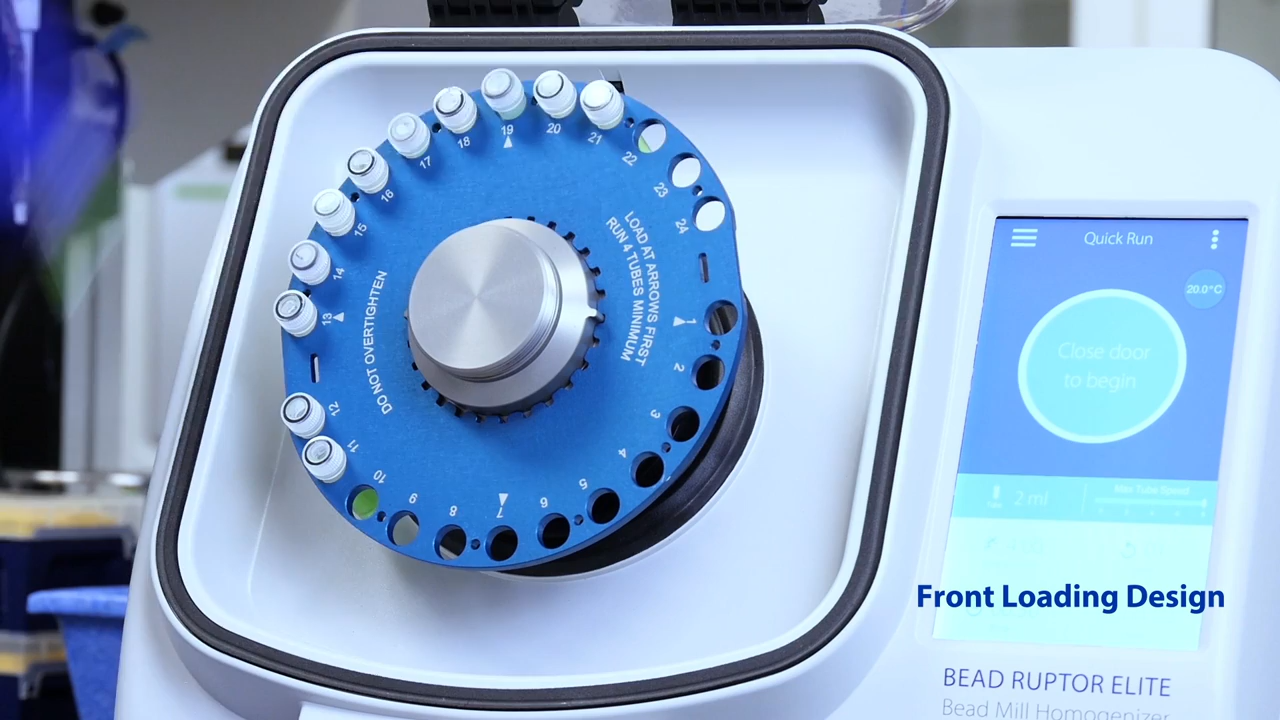 19
20
18
21
17
22
16
23
15
24
14
13
12
11
10
9
8
7
6
5
4
3
2
1
LOAD AT ARROWS FIRST
RUN 4 TUBES MINIMUM
DO NOT OVERTIGHTEN
Quick Run
20.0°C
Close door
to begin
2 ml
Max Tube Speed
Front Loading Design
BEAD RUPTOR ELITE
Bead Mill Homogenizer